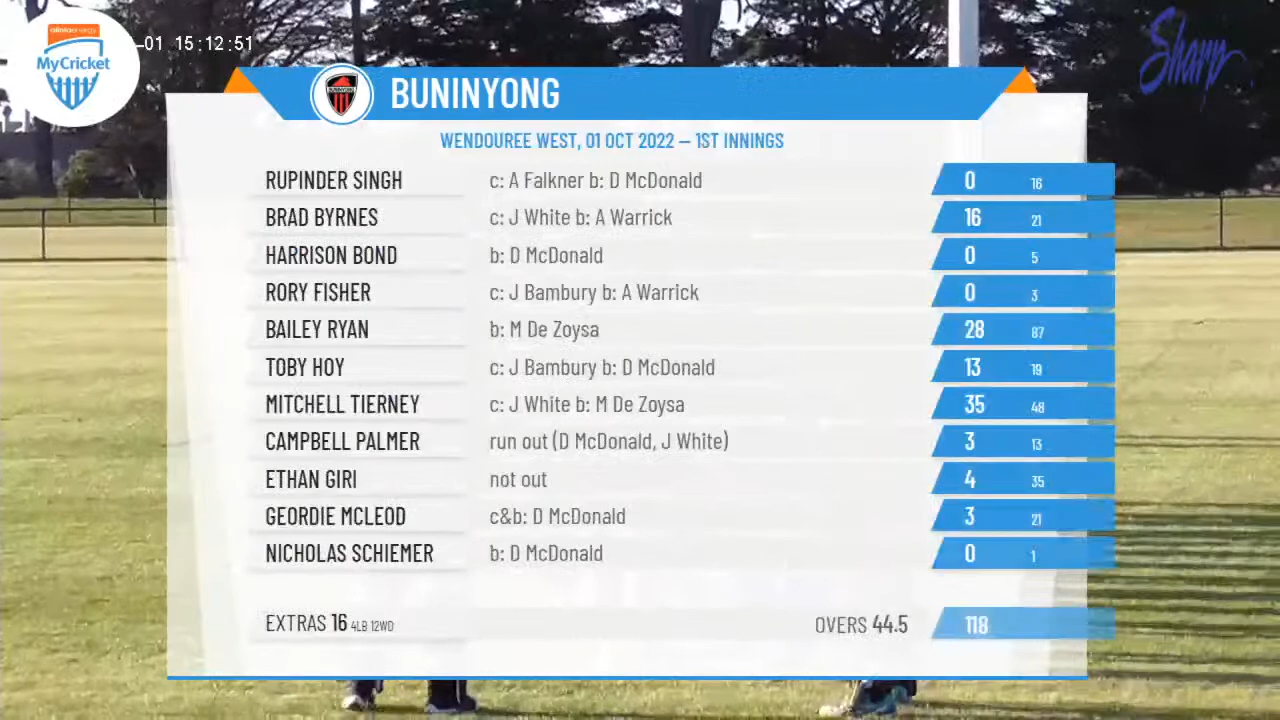 alintaenergy
MyCricket
-01 15:12:51
Sharp
BUNINYONG
BUNINYONG
WENDOUREE WEST, 01 OCT 2022 – 1ST INNINGS
RUPINDER SINGH c: A Falkner b: D McDonald 0 16
BRAD BYRNES c: J White b: A Warrick 16 21
HARRISON BOND b: D McDonald 0 5
RORY FISHER c: J Bambury b: A Warrick 0 3
BAILEY RYAN b: M De Zoysa 28 87
TOBY HOY c: J Bambury b: D McDonald 13 19
MITCHELL TIERNEY c: J White b: M De Zoysa 35 48
CAMPBELL PALMER run out (D McDonald, J White) 3 13
ETHAN GIRI not out 4 35
GEORDIE MCLEOD c&b: D McDonald 3 21
NICHOLAS SCHIEMER b: D McDonald 0 1
EXTRAS 16 4LB 12WD OVERS 44.5 118